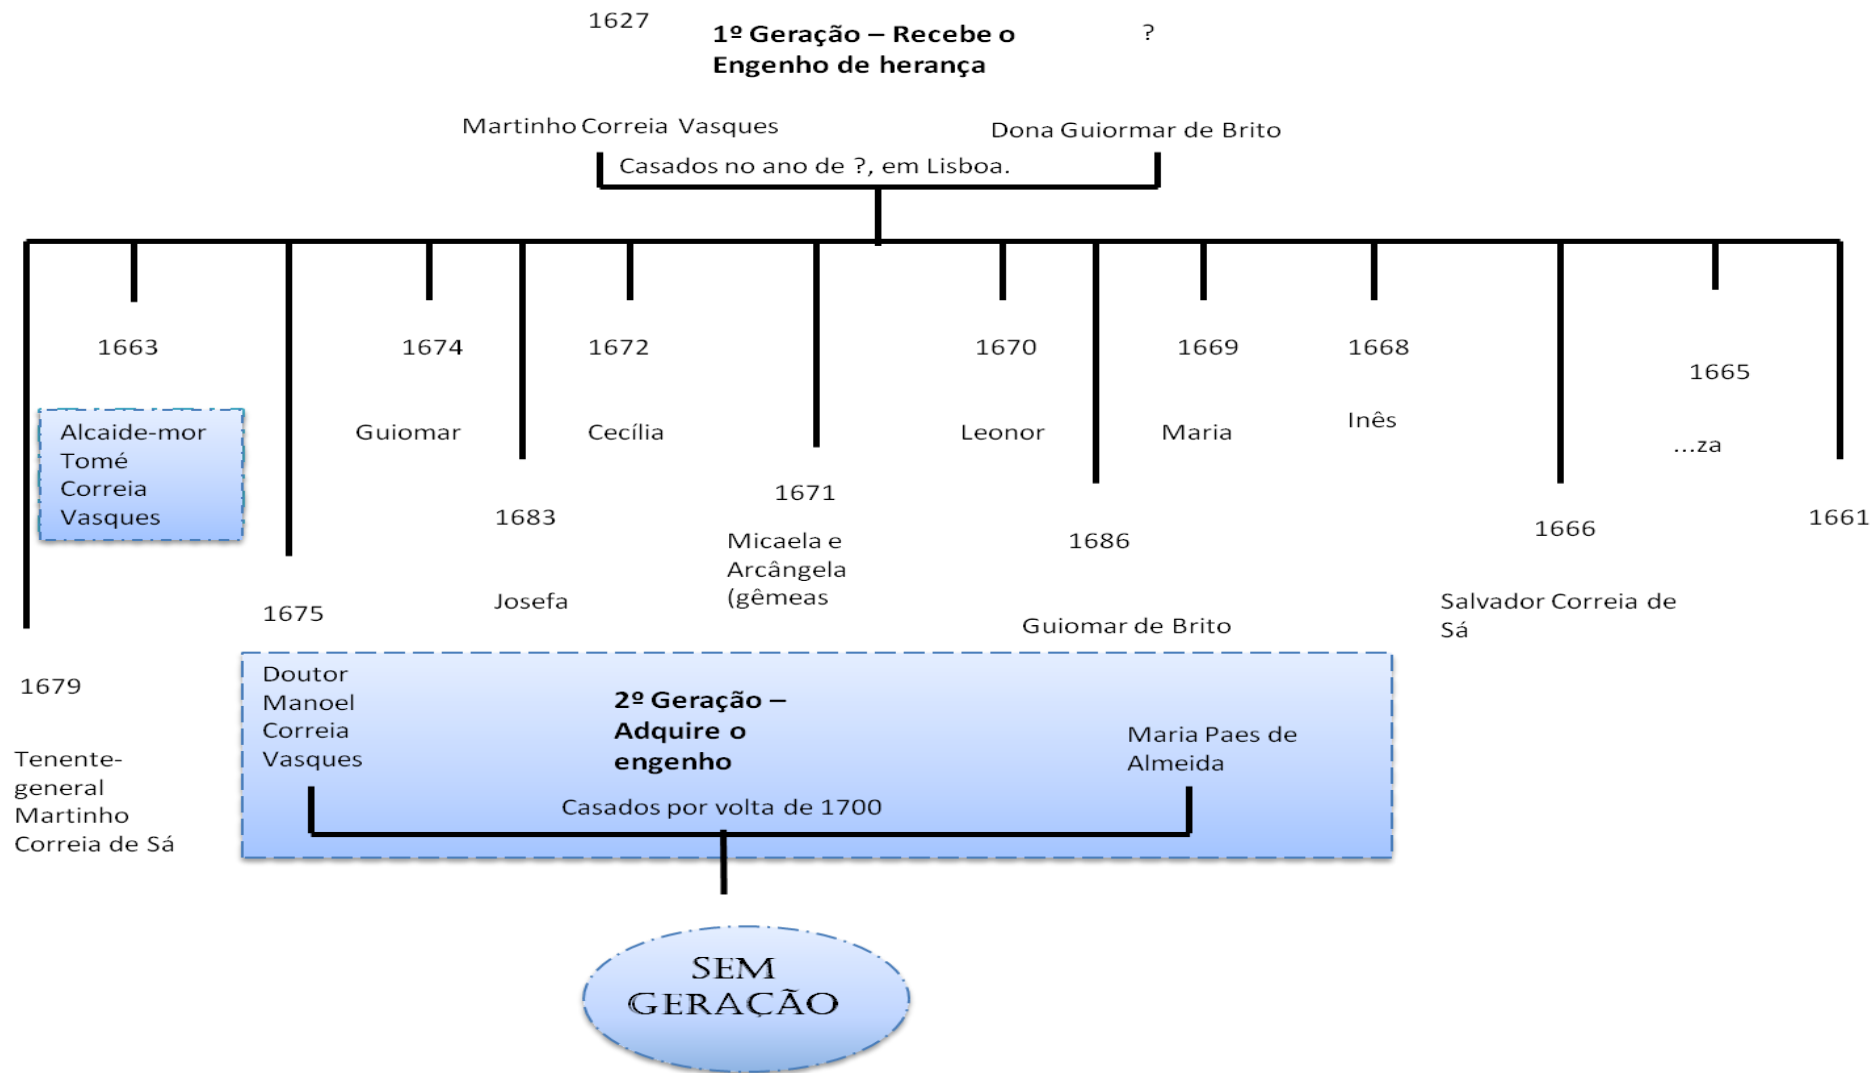 1627
1º Geração – Recebe o
Engenho de herança
?
Martinho Correia Vasques
Dona Guiormar de Brito
Casados no ano de ?, em Lisboa.
1663
Alcaide-mor
Tomé
Correia
Vasques
1674
Guiomar
1672
Cecília
1670
Leonor
1669
Maria
1668
Inês
1665
...za
1671
Micaela e
Arcângela
(gêmeas
1683
Josefa
1686
Guiomar de Brito
1666
Salvador Correia de
Sá
1661
1679
Tenente-
general
Martinho
Correia de Sá
1675
Doutor
Manoel
Correia
Vasques
2º Geração –
Adquire o
engenho
Maria Paes de
Almeida
Casados por volta de 1700
SEM
GERAÇÃO